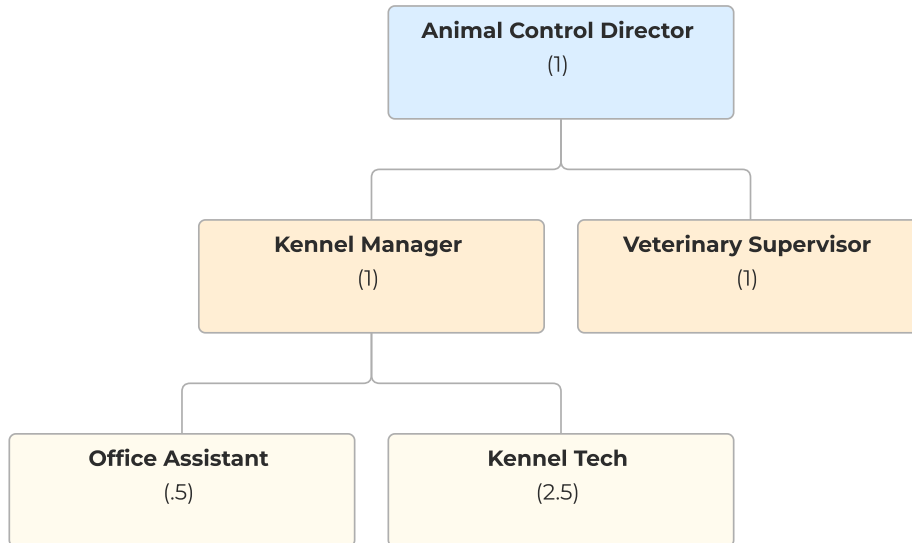 Animal Control Director
(1)
Kennel Manager
(1)
Veterinary Supervisor
(1)
Office Assistant
(.5)
Kennel Tech
(2.5)